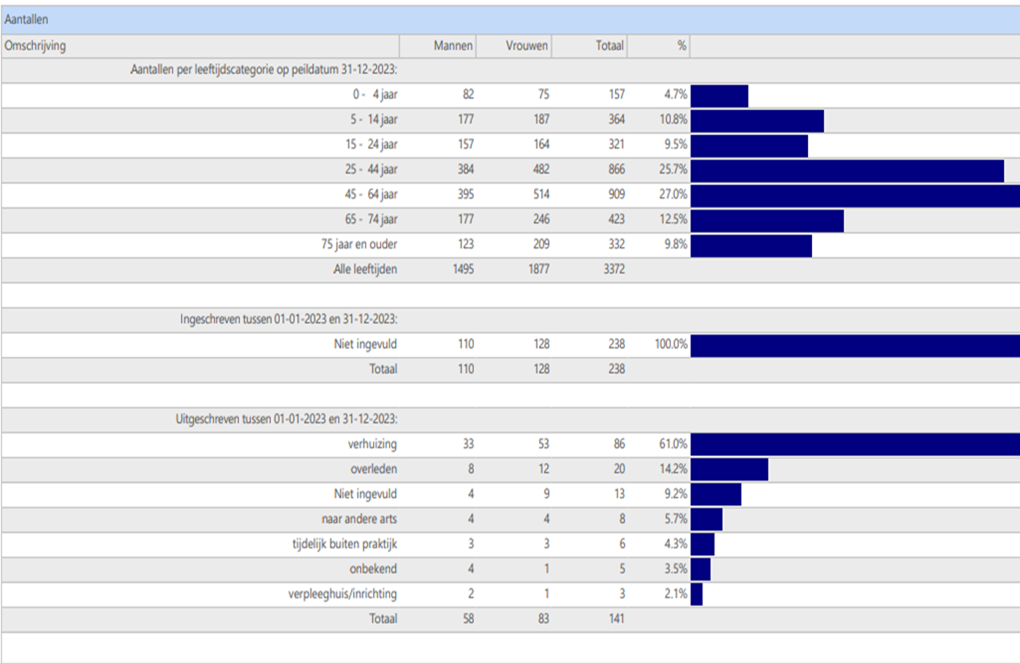 Aantallen
Omschrijving Mannen Vrouwen Totaal %
Aantallen per leeftijdscategorie op peildatum 31-12-2023:
0 - 4 jaar 82 75 157 4.7%
5 - 14 jaar 177 187 364 10.8%
15 - 24 jaar 157 164 321 9.5%
25 - 44 jaar 384 482 866 25.7%
45 - 64 jaar 395 514 909 27.0%
65 - 74 jaar 177 246 423 12.5%
75 jaar en ouder 123 209 332 9.8%
Alle leeftijden 1495 1877 3372
Ingeschreven tussen 01-01-2023 en 31-12-2023:
Niet ingevuld 110 128 238 100.0%
Totaal 110 128 238
Uitgeschreven tussen 01-01-2023 en 31-12-2023:
verhuizing 33 53 86 61.0%
overleden 8 12 20 14.2%
Niet ingevuld 4 9 13 9.2%
naar andere arts 4 4 8 5.7%
tijdelijk buiten praktijk 3 3 6 4.3%
onbekend 4 1 5 3.5%
verpleeghuis/inrichting 2 1 3 2.1%
Totaal 58 83 141